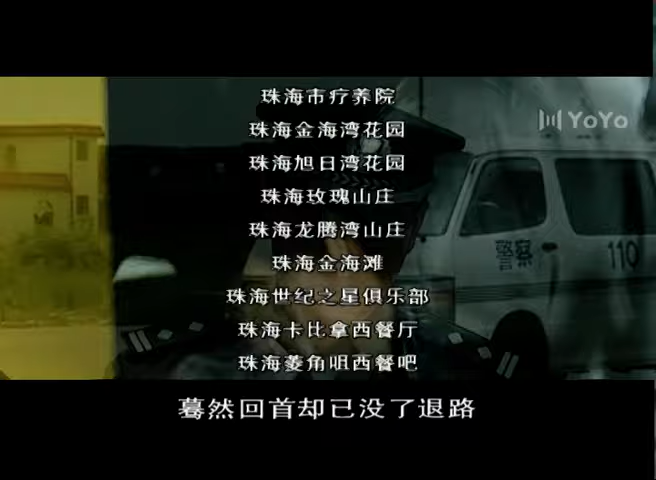 珠海市疗养院
YoYo
珠海金海湾花园
珠海旭日湾花园
珠海玫瑰山庄
珠海龙腾湾山庄
警察
110
珠海金海滩
珠海世纪之星俱乐部
珠海卡比拿西餐厅
珠海菱角咀西餐吧
蓦然回首却已没了退路